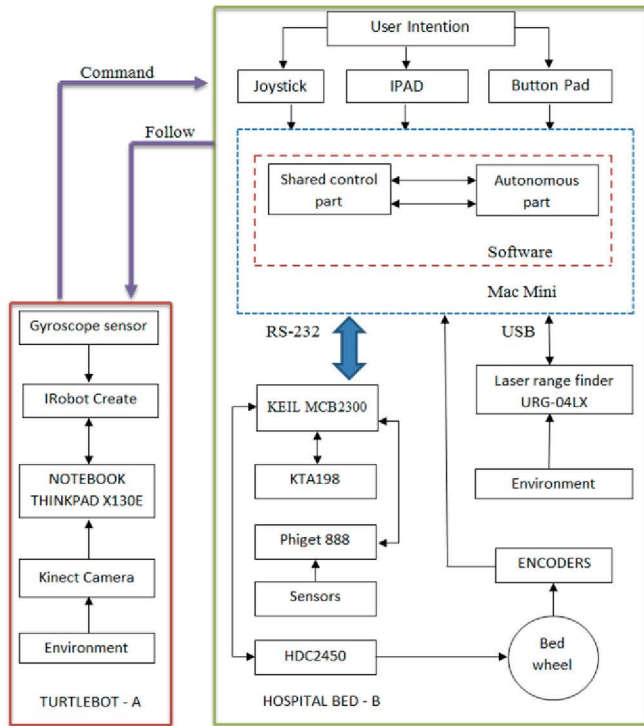 User Intention
Command
Joystick
IPAD
Button Pad
Follow
Shared control
part
Autonomous
part
Software
Mac Mini
RS-232
USB
Gyroscope sensor
IRobot Create
NOTEBOOK
THINKPAD X130E
Kinect Camera
Environment
TURTLEBOT - A
KEIL MCB2300
KTA198
Phiget 888
Sensors
HDC2450
Laser range finder
URG-04LX
Environment
ENCODERS
Bed
wheel
HOSPITAL BED - B